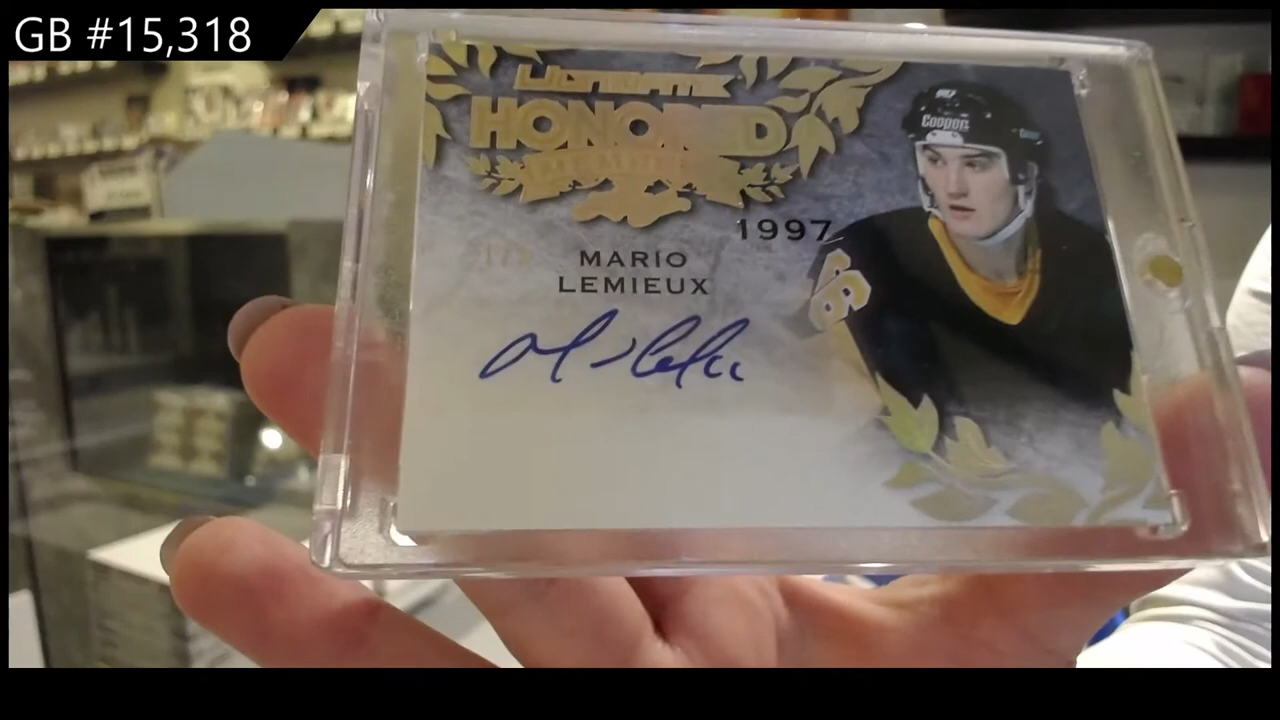 GB #15,318
ULTIMATE
HONORED
1997
MARIO
LEMIEUX
Cooper